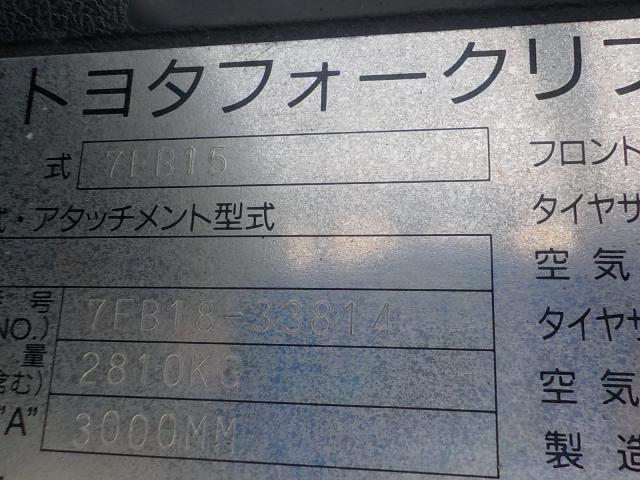 トヨタフォークリフ
式 7FB15 フロント
式・アタッチメント型式 タイヤサ
空気
号
NO.) 7FB18-33814 タイヤサ
量
含む) 2810KG 空気
"A" 3000MM 製造